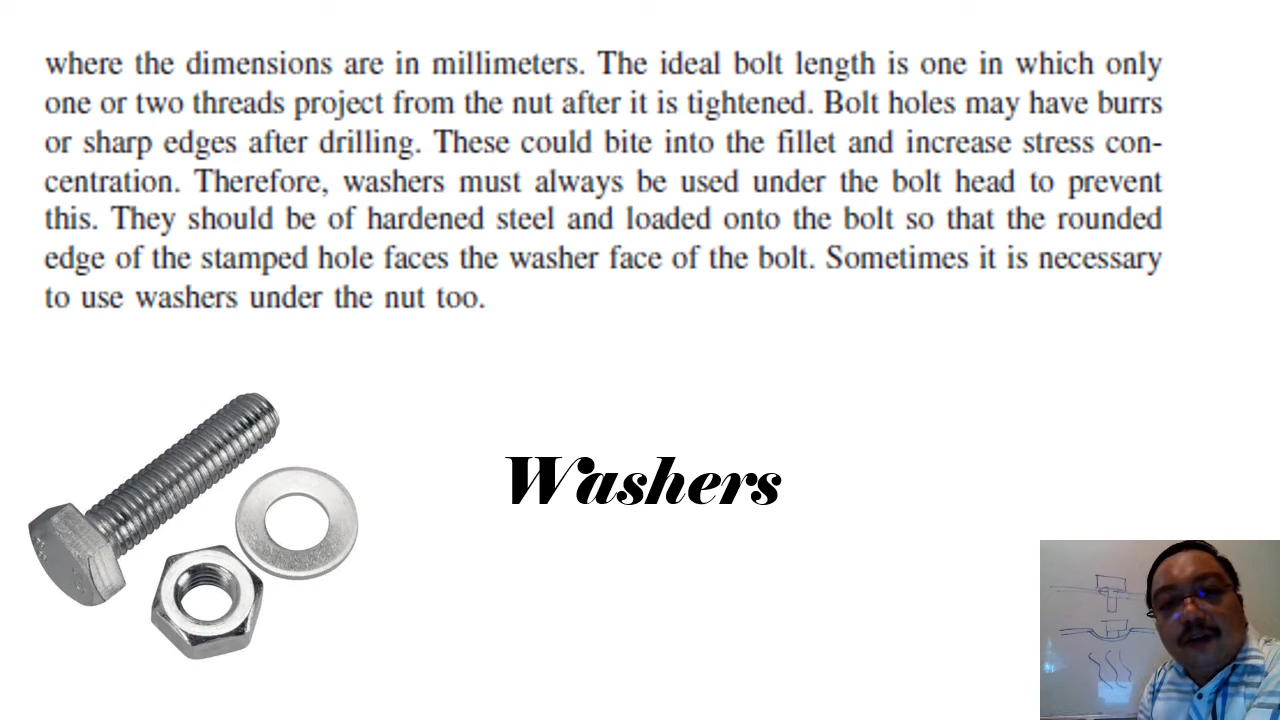 where the dimensions are in millimeters. The ideal bolt length is one in which only
one or two threads project from the nut after it is tightened. Bolt holes may have burrs
or sharp edges after drilling. These could bite into the fillet and increase stress con-
centration. Therefore, washers must always be used under the bolt head to prevent
this. They should be of hardened steel and loaded onto the bolt so that the rounded
edge of the stamped hole faces the washer face of the bolt. Sometimes it is necessary
to use washers under the nut too.
Washers